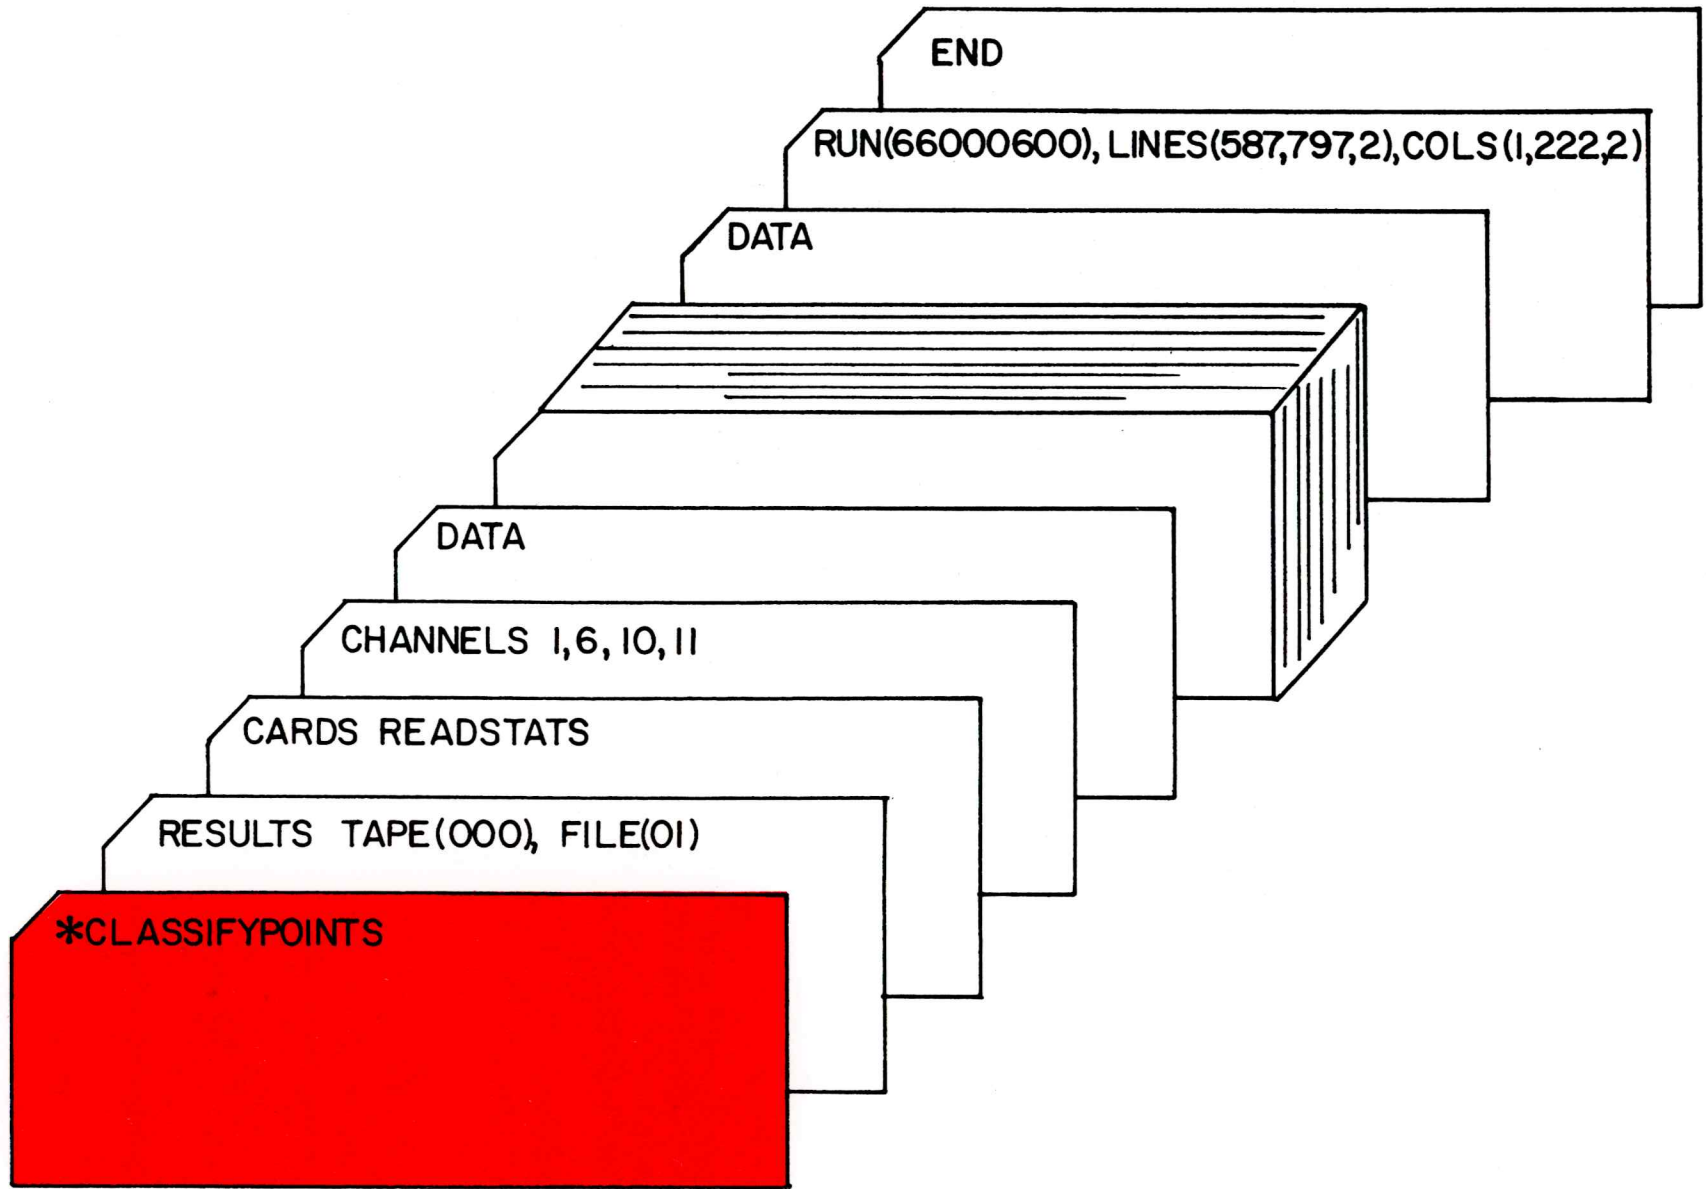 END
RUN(66000600), LINES(587,797,2), COLS(1,222,2)
DATA
DATA
CHANNELS 1,6,10,11
CARDS READSTATS
RESULTS TAPE(000), FILE(01)
*CLASSIFYPOINTS